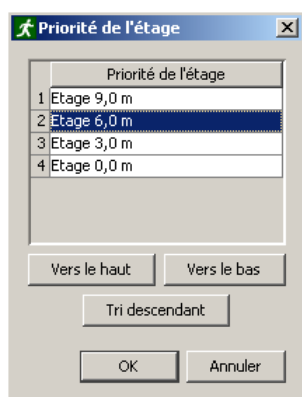 Priorité de l'étage
Priorité de l'étage
1 Etage 9,0 m
2 Etage 6,0 m
3 Etage 3,0 m
4 Etage 0,0 m
Vers le haut Vers le bas
Tri descendant
OK Annuler